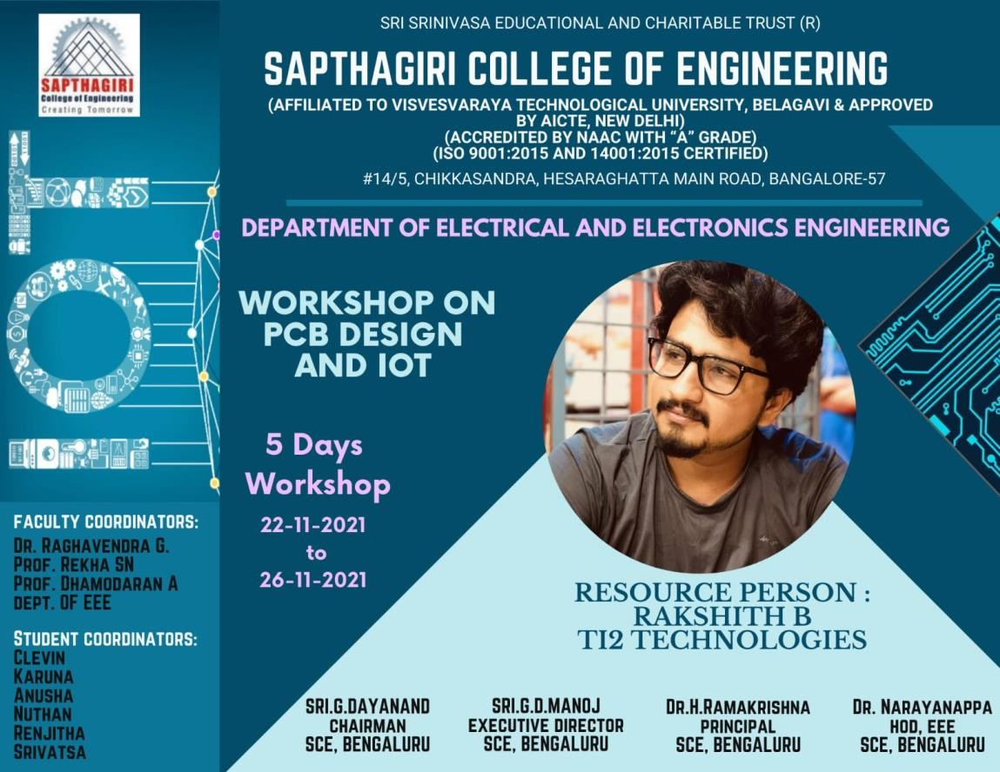 SAPTHAGIRI
College of Engineering
Creating Tomorrow
SRI SRINIVASA EDUCATIONAL AND CHARITABLE TRUST (R)
SAPTHAGIRI COLLEGE OF ENGINEERING
(AFFILIATED TO VISVESVARAYA TECHNOLOGICAL UNIVERSITY, BELAGAVI & APPROVED
BY AICTE, NEW DELHI)
(ACCREDITED BY NAAC WITH “A” GRADE)
(ISO 9001:2015 AND 14001:2015 CERTIFIED)
#14/5, CHIKKASANDRA, HESARAGHATTA MAIN ROAD, BANGALORE-57
DEPARTMENT OF ELECTRICAL AND ELECTRONICS ENGINEERING
WORKSHOP ON
PCB DESIGN
AND IOT
5 Days
Workshop
22-11-2021
to
26-11-2021
RESOURCE PERSON :
RAKSHITH B
TI2 TECHNOLOGIES
FACULTY COORDINATORS:
DR. RAGHAVENDRA G.
PROF. REKHA SN
PROF. DHAMODARAN A
DEPT. OF EEE
STUDENT COORDINATORS:
CLEVIN
KARUNA
ANUSHA
NUTHAN
RENJITHA
SRIVATSA
SRI.G.DAYANAND
CHAIRMAN
SCE, BENGALURU
SRI.G.D.MANOJ
EXECUTIVE DIRECTOR
SCE, BENGALURU
DR.H.RAMAKRISHNA
PRINCIPAL
SCE, BENGALURU
DR. NARAYANAPPA
HOD, EEE
SCE, BENGALURU